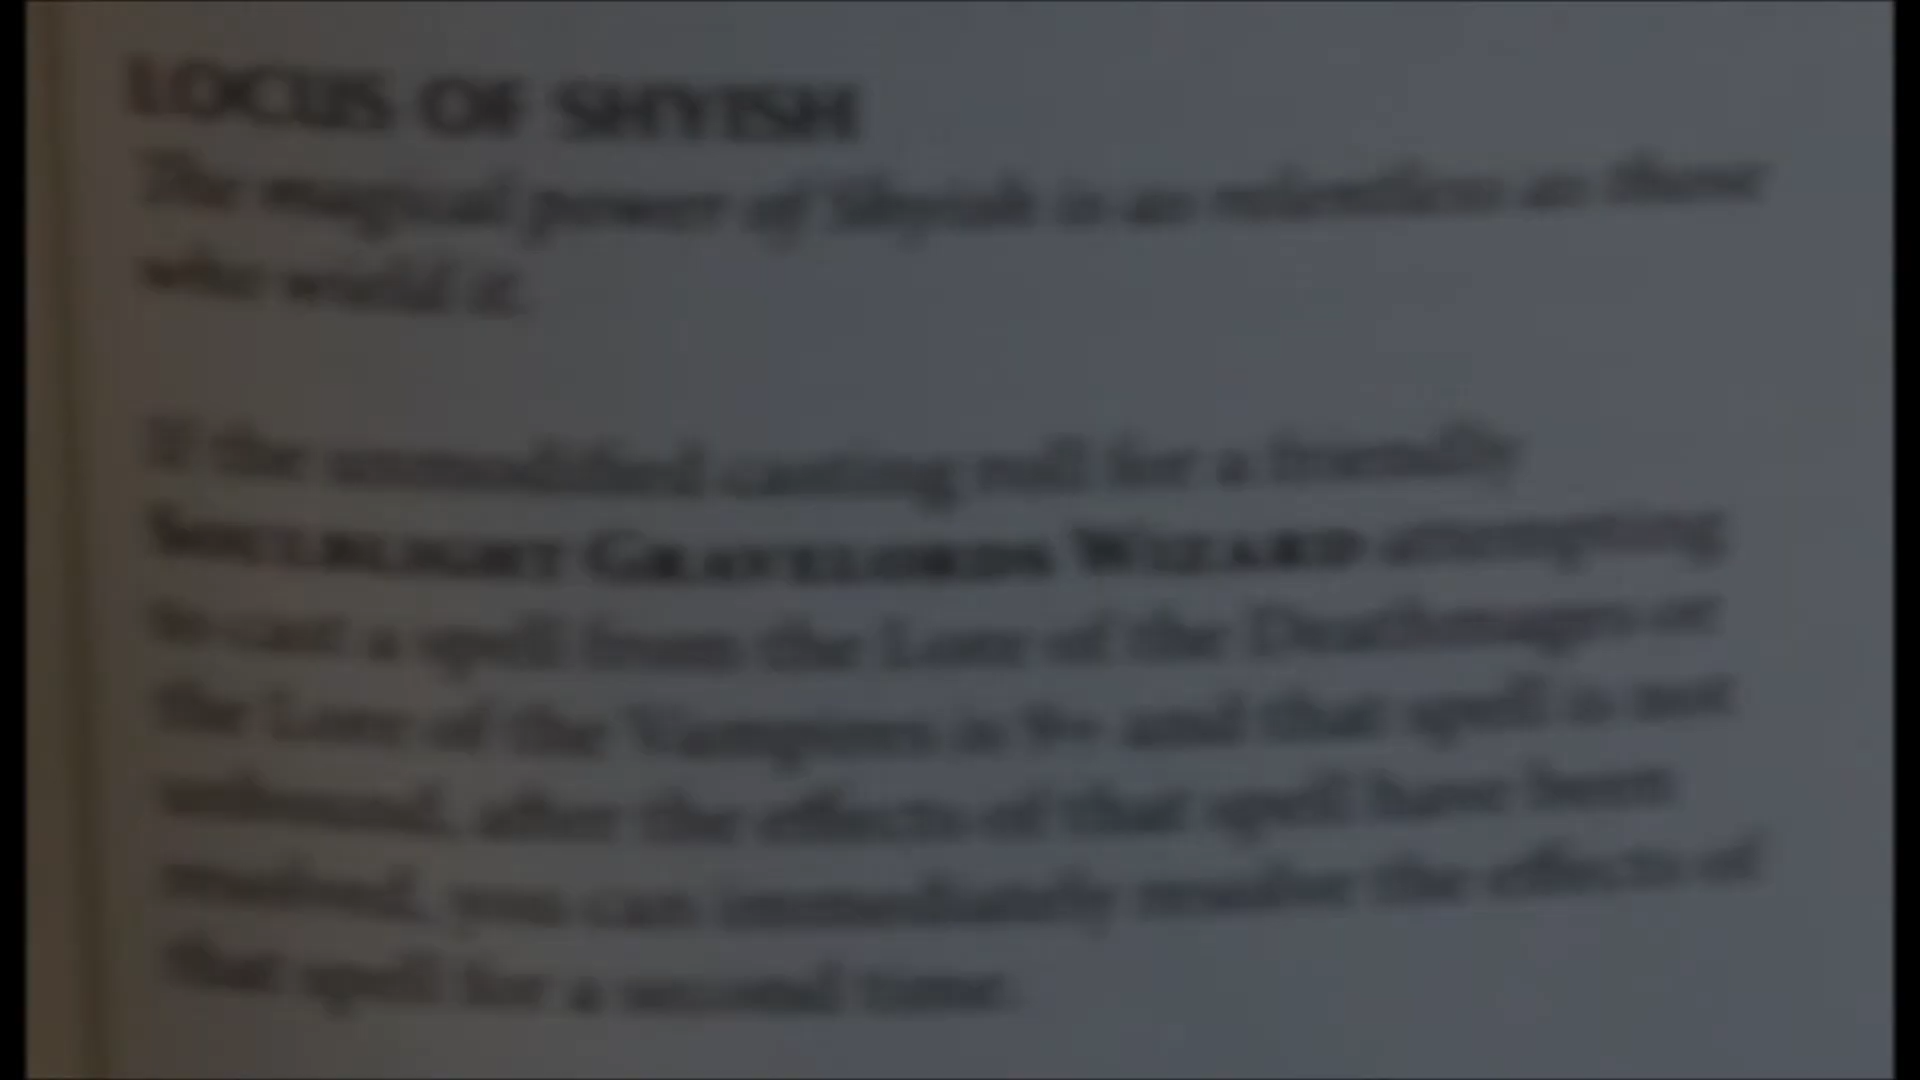 LOCUS OF SHYISH
The magical power of Shyish is as relentless as those
who wield it.
If the unmodified casting roll for a friendly
SOULBLIGHT GRAVELORDS WIZARD attempting
to cast a spell from the Lore of the Deathmages or
the Lore of the Vampires is 9+ and that spell is not
unbound, after the effects of that spell have been
resolved, you can immediately resolve the effects of
that spell for a second time.